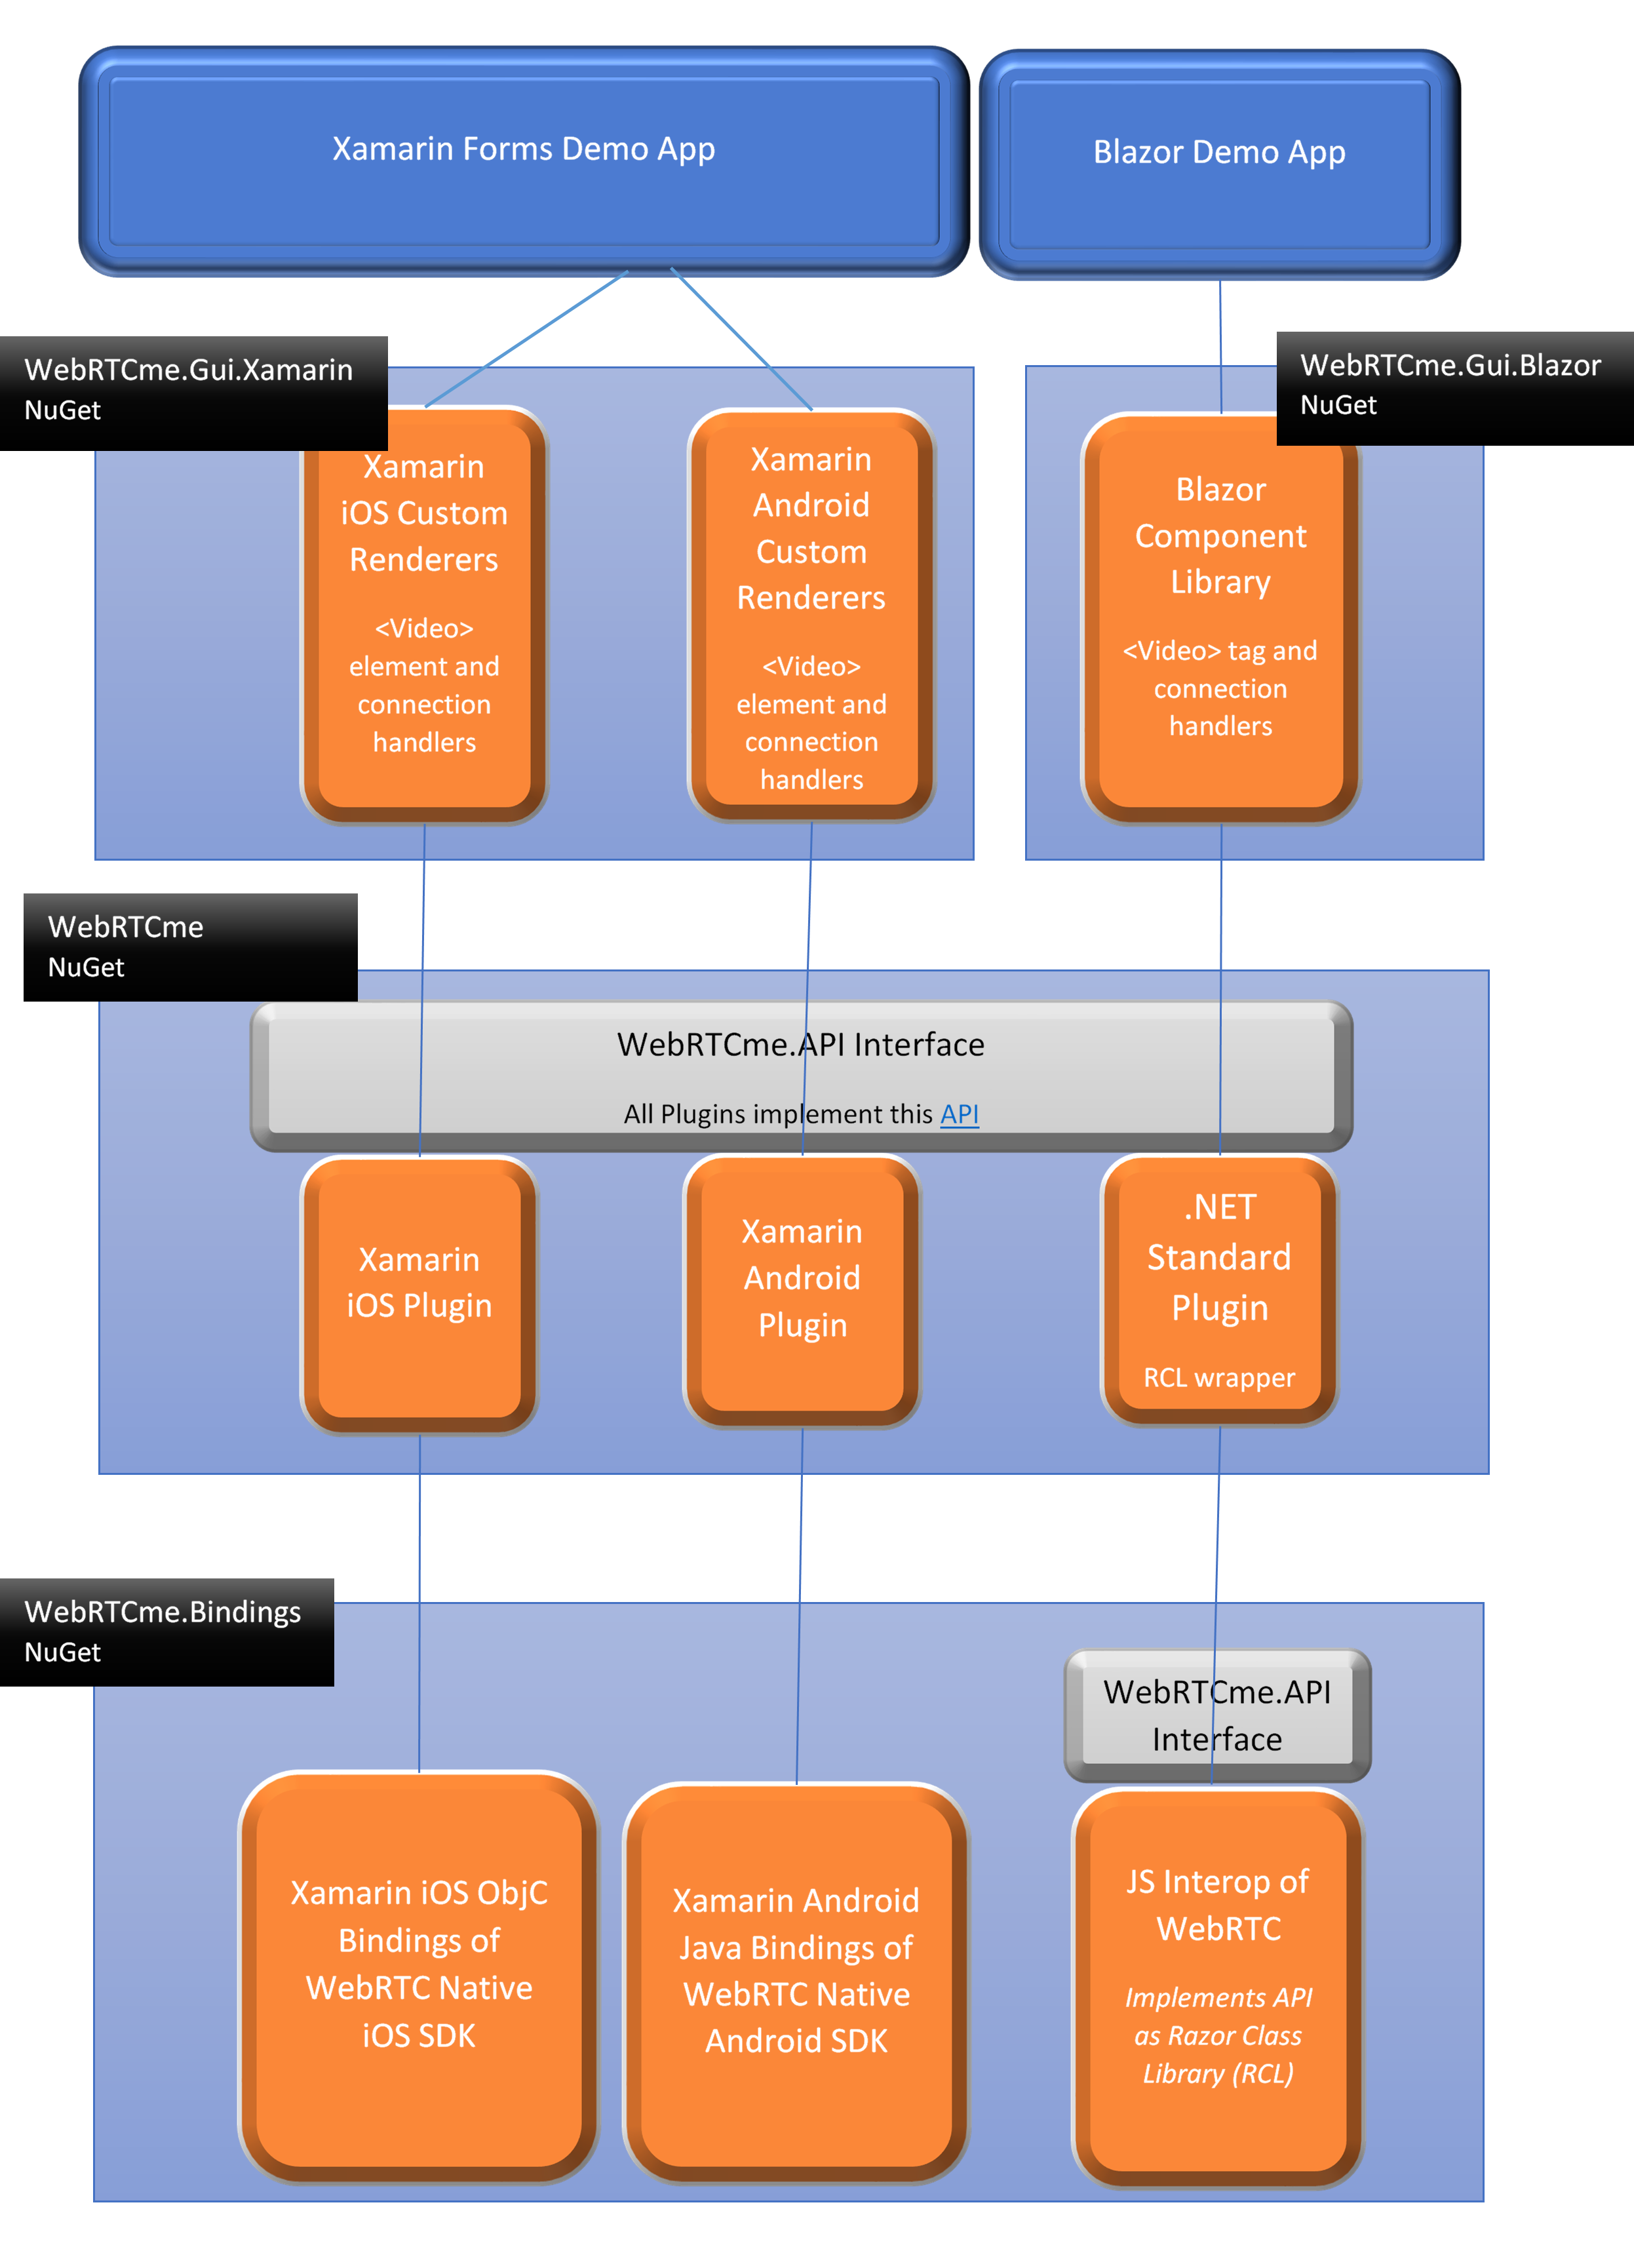 Xamarin Forms Demo App
Blazor Demo App
WebRTCme.Gui.Xamarin
NuGet
WebRTCme.Gui.Blazor
NuGet
Xamarin
iOS Custom
Renderers
<Video>
element and
connection
handlers
Xamarin
Android
Custom
Renderers
<Video>
element and
connection
handlers
Blazor
Component
Library
<Video> tag and
connection
handlers
WebRTCme
NuGet
WebRTCme.API Interface
All Plugins implement this API
Xamarin
iOS Plugin
Xamarin
Android
Plugin
.NET
Standard
Plugin
RCL wrapper
WebRTCme.Bindings
NuGet
WebRTCme.API
Interface
Xamarin iOS ObjC
Bindings of
WebRTC Native
iOS SDK
Xamarin Android
Java Bindings of
WebRTC Native
Android SDK
JS Interop of
WebRTC
Implements API
as Razor Class
Library (RCL)